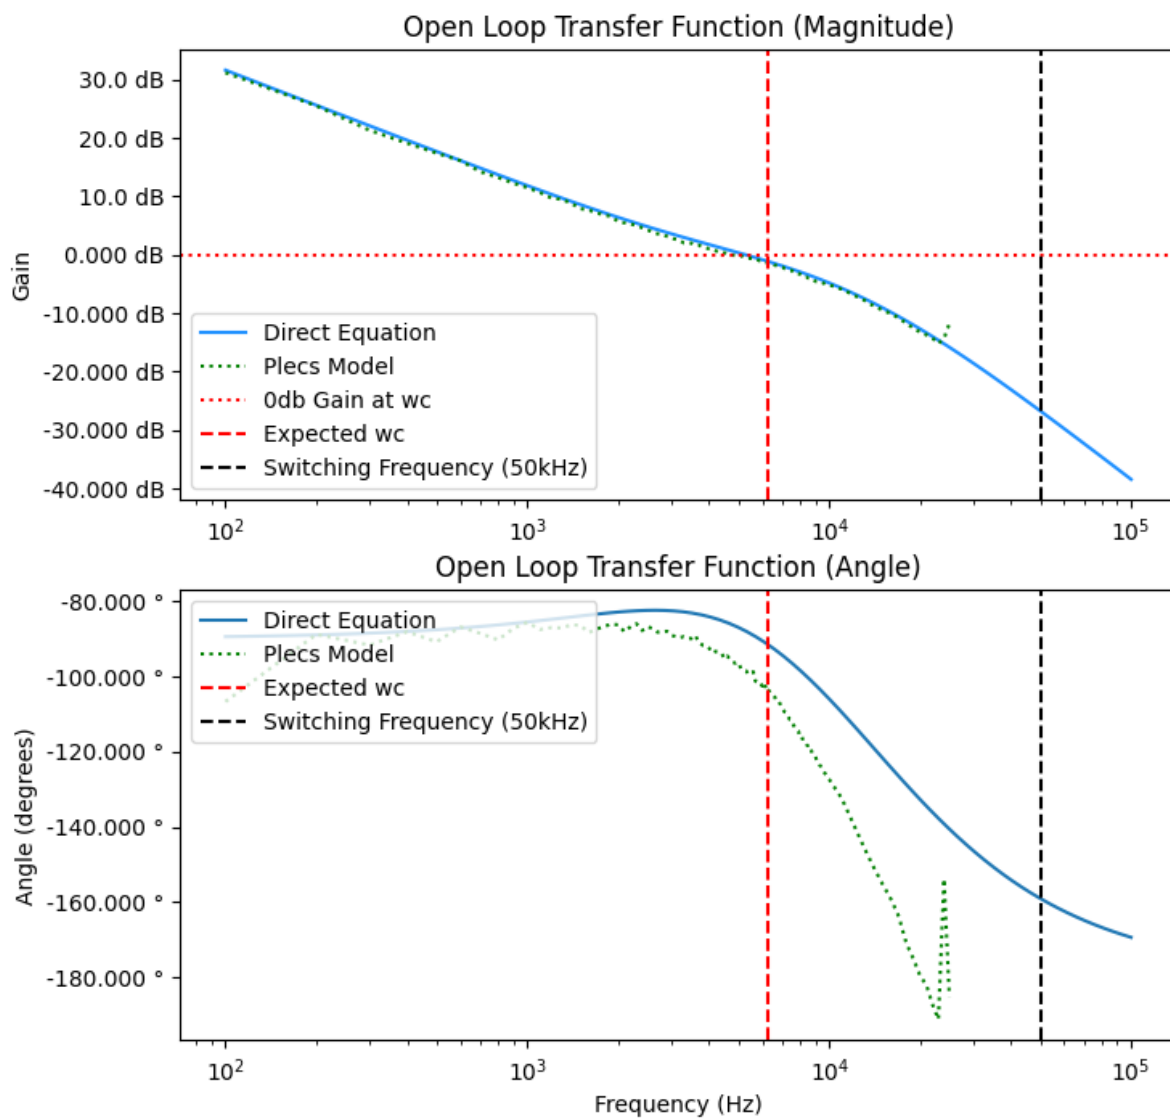 Open Loop Transfer Function (Magnitude)
30.0 dB
20.0 dB
10.0 dB
0.000 dB
-10.000 dB
-20.000 dB
-30.000 dB
-40.000 dB
Gain
Direct Equation
Plecs Model
0db Gain at wc
Expected wc
Switching Frequency (50kHz)
10² 10³ 10⁴ 10⁵
Open Loop Transfer Function (Angle)
-80.000 °
-100.000 °
-120.000 °
-140.000 °
-160.000 °
-180.000 °
Angle (degrees)
Direct Equation
Plecs Model
Expected wc
Switching Frequency (50kHz)
10² 10³ 10⁴ 10⁵
Frequency (Hz)